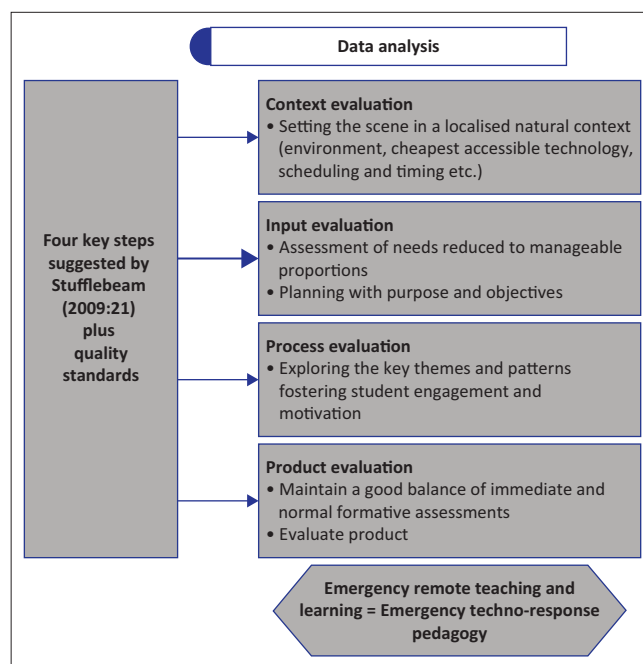 Data analysis
Four key steps
suggested by
Stufflebeam
(2009:21)
plus
quality
standards
Context evaluation
• Setting the scene in a localised natural context
(environment, cheapest accessible technology,
scheduling and timing etc.)
Input evaluation
• Assessment of needs reduced to manageable
proportions
• Planning with purpose and objectives
Process evaluation
• Exploring the key themes and patterns
fostering student engagement and
motivation
Product evaluation
• Maintain a good balance of immediate and
normal formative assessments
• Evaluate product
Emergency remote teaching and
learning = Emergency techno-response
pedagogy